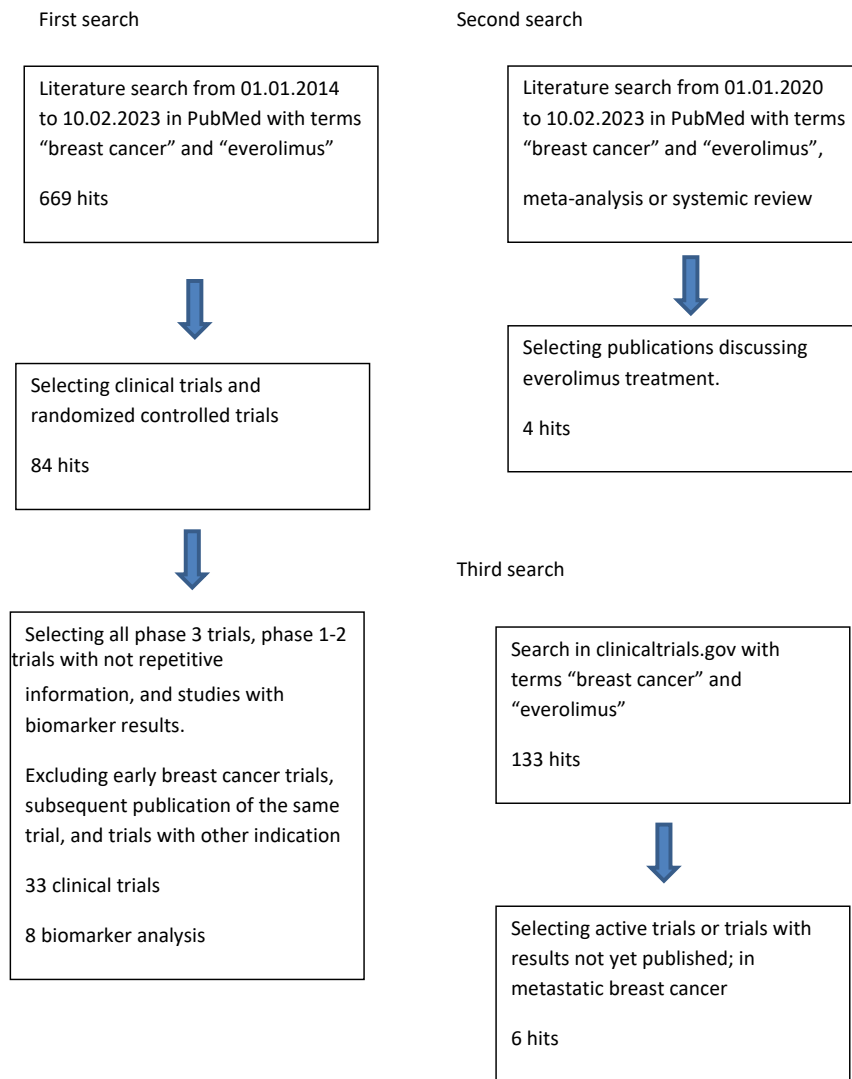 First search
Literature search from 01.01.2014
to 10.02.2023 in PubMed with terms
“breast cancer” and “everolimus”
669 hits
Selecting clinical trials and
randomized controlled trials
84 hits
Selecting all phase 3 trials, phase 1-2
trials with not repetitive
information, and studies with
biomarker results.
Excluding early breast cancer trials,
subsequent publication of the same
trial, and trials with other indication
33 clinical trials
8 biomarker analysis
Second search
Literature search from 01.01.2020
to 10.02.2023 in PubMed with terms
“breast cancer” and “everolimus”,
meta-analysis or systemic review
Selecting publications discussing
everolimus treatment.
4 hits
Third search
Search in clinicaltrials.gov with
terms “breast cancer” and
“everolimus”
133 hits
Selecting active trials or trials with
results not yet published; in
metastatic breast cancer
6 hits